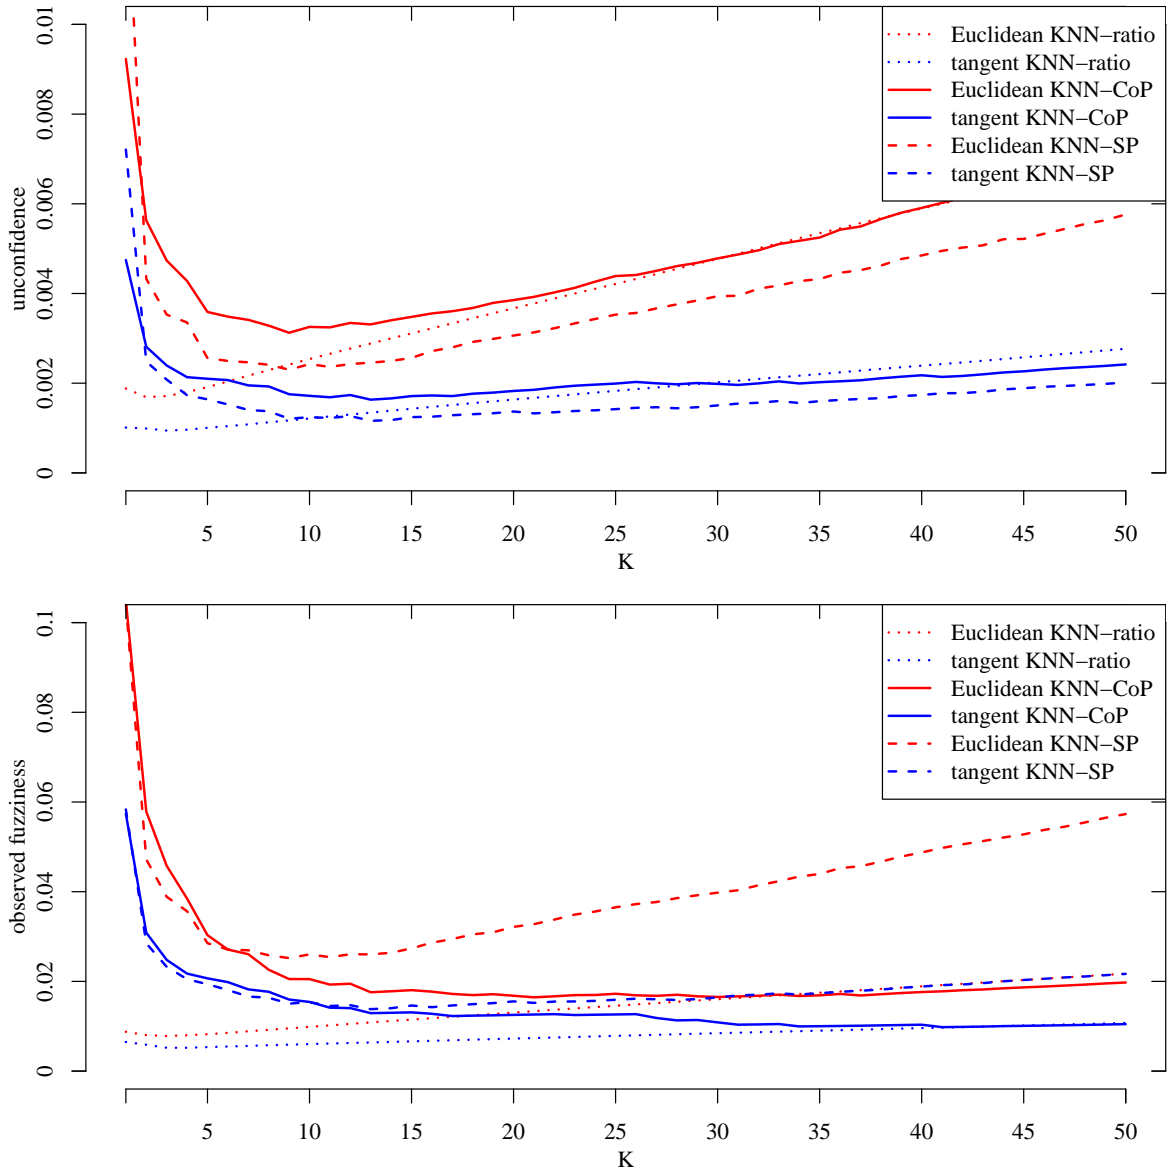 unconfidence
0.01
0.008
0.006
0.004
0.002
0
Euclidean KNN−ratio
tangent KNN−ratio
Euclidean KNN−CoP
tangent KNN−CoP
Euclidean KNN−SP
tangent KNN−SP
5 10 15 20 25 30 35 40 45 50
K
observed fuzziness
0.1
0.08
0.06
0.04
0.02
0
Euclidean KNN−ratio
tangent KNN−ratio
Euclidean KNN−CoP
tangent KNN−CoP
Euclidean KNN−SP
tangent KNN−SP
5 10 15 20 25 30 35 40 45 50
K